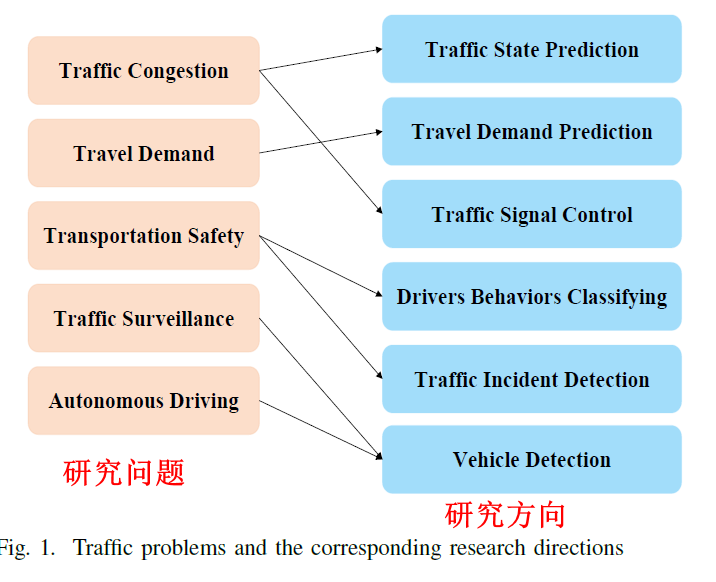 Traffic Congestion
Travel Demand
Transportation Safety
Traffic Surveillance
Autonomous Driving
研究问题
Traffic State Prediction
Travel Demand Prediction
Traffic Signal Control
Drivers Behaviors Classifying
Traffic Incident Detection
Vehicle Detection
研究方向
Fig. 1. Traffic problems and the corresponding research directions